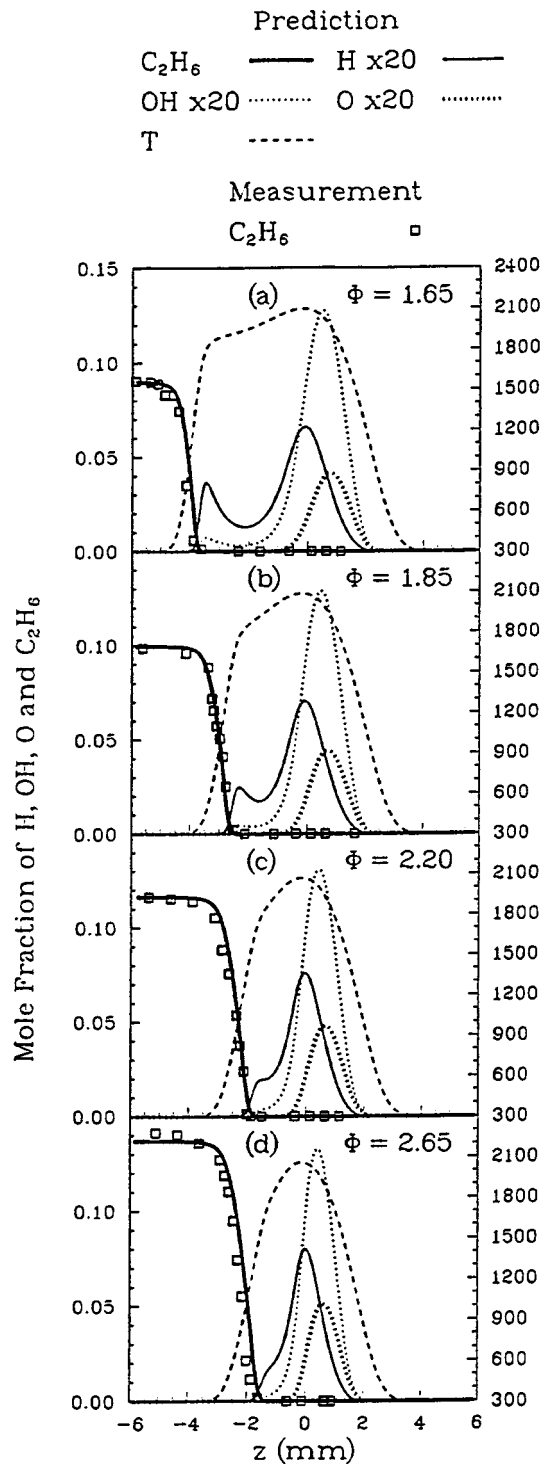 Prediction
C₂H₆ H x20
OH x20 O x20
T
Measurement
C₂H₆
Mole Fraction of H, OH, O and C₂H₆
0.15 (a) Φ = 1.65 2400
2100
0.10 1800
1500
1200
0.05 900
600
0.00 300
(b) Φ = 1.85 2100
1800
0.10 1500
1200
0.05 900
600
0.00 300
(c) Φ = 2.20 2100
1800
0.10 1500
1200
0.05 900
600
0.00 300
(d) Φ = 2.65 2100
1800
0.10 1500
1200
0.05 900
600
0.00 300
−6 −4 −2 0 2 4 6
z (mm)